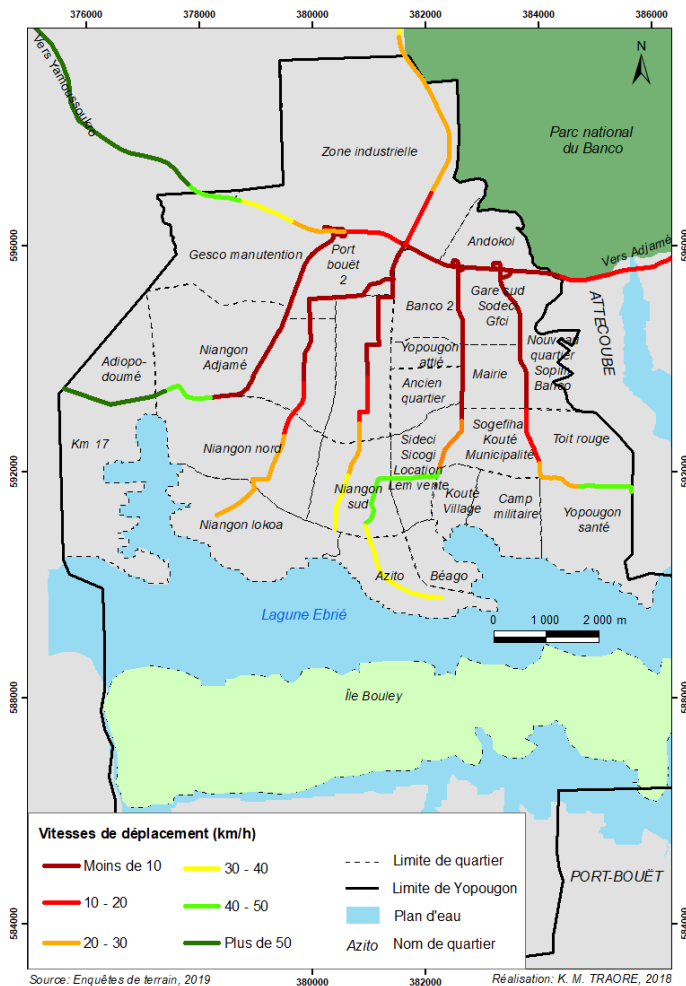 378000
380000
382000
384000
386000
Vers Yamoussoukro
N
Parc national
du Banco
Zone industrielle
596000
596000
Andokoi
Vers Adjamé
Gesco manutention
Port
bouët
2
Gare sud
Sodeci
Gfci
ATTECOUBE
Banco 2
Niangon
Adjamé
Yopougon
attié
Nouveau
quartier
Sopim
Banco
Adiopo-
doumé
Mairie
Ancien
quartier
Km 17
Niangon nord
Sideci
Sicogi
Location
Lem vente
Sogefiha
Kouté
Municipalité
Toit rouge
592000
592000
Niangon
sud
Kouté
Village
Camp
militaire
Yopougon
santé
Niangon lokoa
Azito
Béago
Lagune Ebrié
0 1 000 2 000 m
588000
588000
Île Bouley
Vitesses de déplacement (km/h)
Moins de 10
10 - 20
20 - 30
30 - 40
40 - 50
Plus de 50
Limite de quartier
Limite de Yopougon
Plan d'eau
Azito Nom de quartier
PORT-BOUËT
584000
584000
Source: Enquêtes de terrain, 2019
380000
382000
Réalisation: K. M. TRAORE, 2018